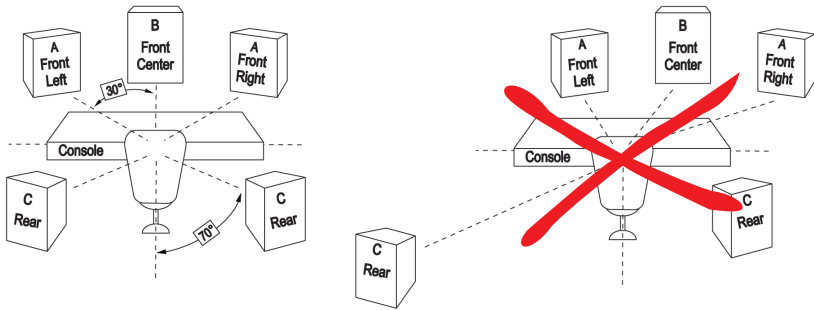 A
Front
Left
B
Front
Center
A
Front
Right
30°
Console
C
Rear
C
Rear
70°
A
Front
Left
B
Front
Center
A
Front
Right
Console
C
Rear
C
Rear